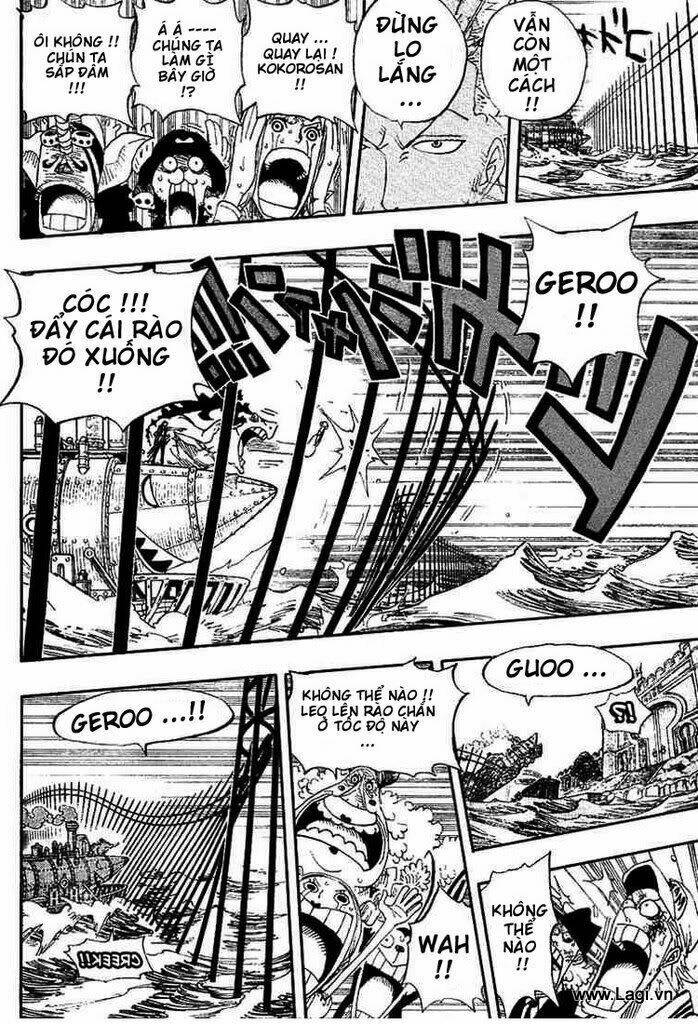 VẪN
CÒN
MỘT
CÁCH
!!
ĐỪNG
LO
LẮNG
...
QUAY ...
QUAY LẠI !
KOKOROSAN
Á Á ----
CHÚNG TA
LÀM GÌ
BÂY GIỜ
!?
ÔI KHÔNG !!
CHÚN TA
SẮP ĐÂM
!!!
GEROO
!!
CÓC !!!
ĐẨY CÁI RÀO
ĐÓ XUỐNG
!!
GUOO ...
KHÔNG THỂ NÀO !!
LEO LÊN RÀO CHẮN
Ở TỐC ĐỘ NÀY
...
GEROO ...!!
KHÔNG
THỂ
NÀO !!
WAH
!!
CREEK!!
www.Lagi.vn